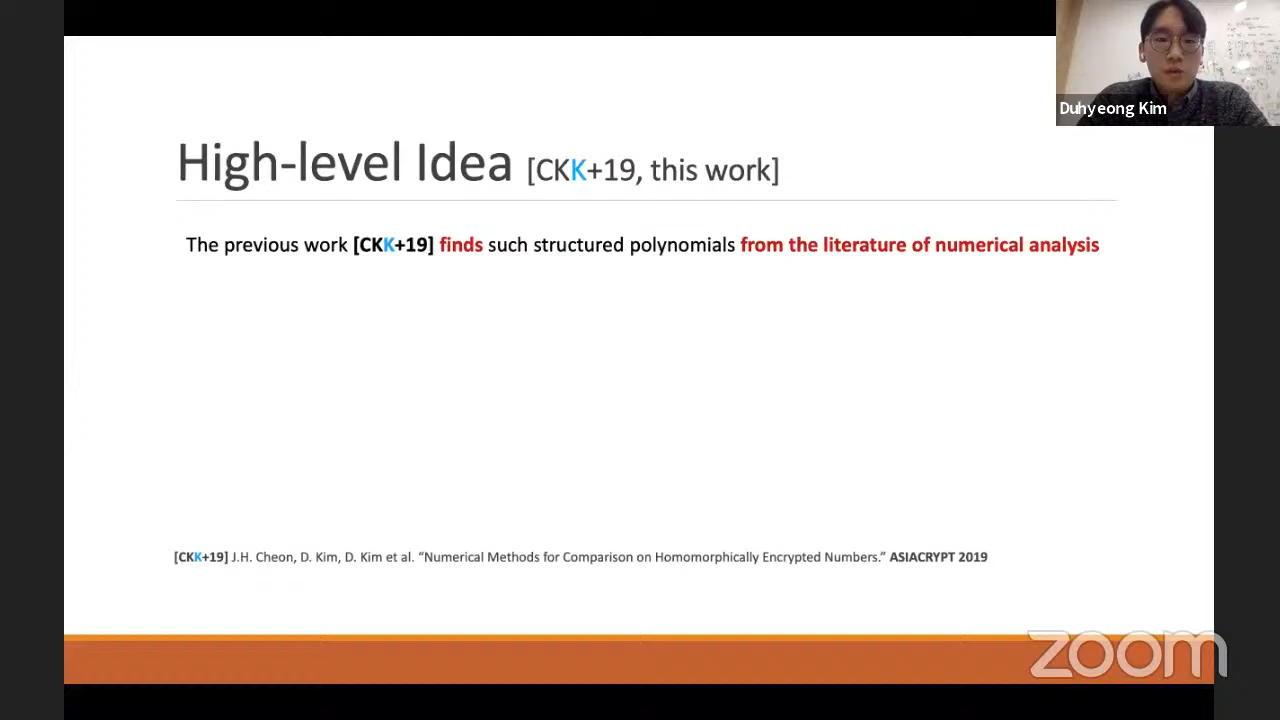 Duhyeong Kim
High-level Idea [CKK+19, this work]
The previous work [CKK+19] finds such structured polynomials from the literature of numerical analysis
[CKK+19] J.H. Cheon, D. Kim, D. Kim et al. “Numerical Methods for Comparison on Homomorphically Encrypted Numbers.” ASIACRYPT 2019
zoom